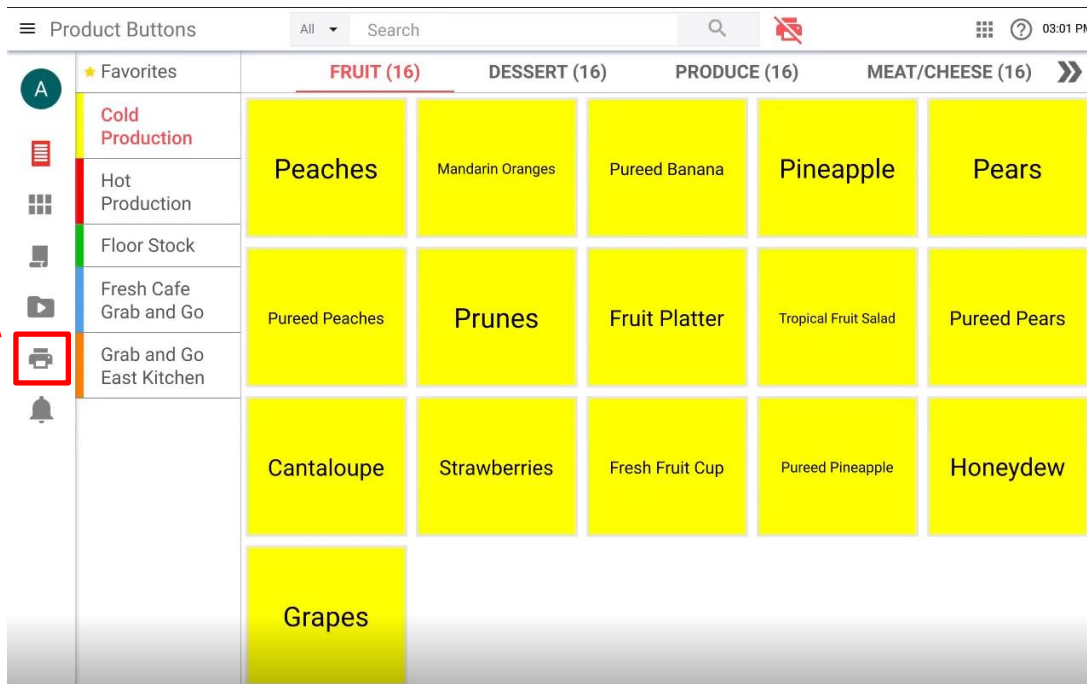 Product Buttons
All
Search
03:01 PM
A
Favorites
FRUIT (16)
DESSERT (16)
PRODUCE (16)
MEAT/CHEESE (16)
Cold
Production
Hot
Production
Floor Stock
Fresh Cafe
Grab and Go
Grab and Go
East Kitchen
Peaches
Mandarin Oranges
Pureed Banana
Pineapple
Pears
Pureed Peaches
Prunes
Fruit Platter
Tropical Fruit Salad
Pureed Pears
Cantaloupe
Strawberries
Fresh Fruit Cup
Pureed Pineapple
Honeydew
Grapes